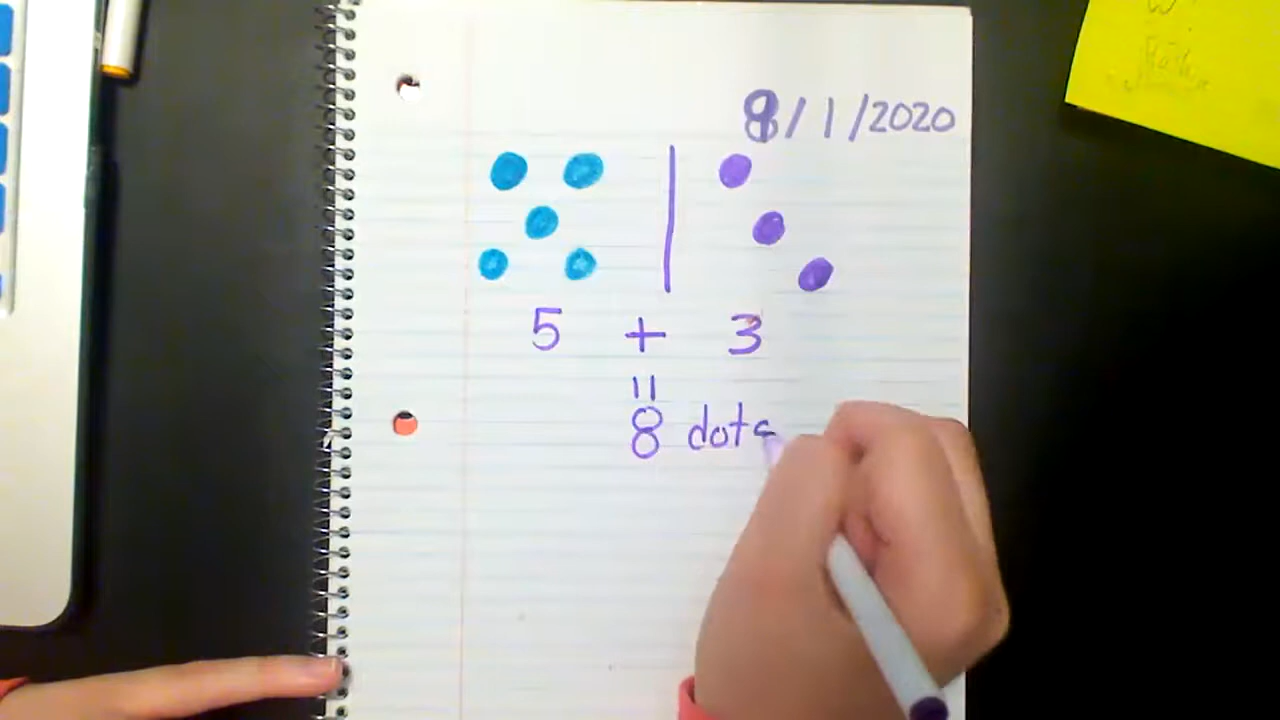 8/1/2020
5 + 3
=
8 dots